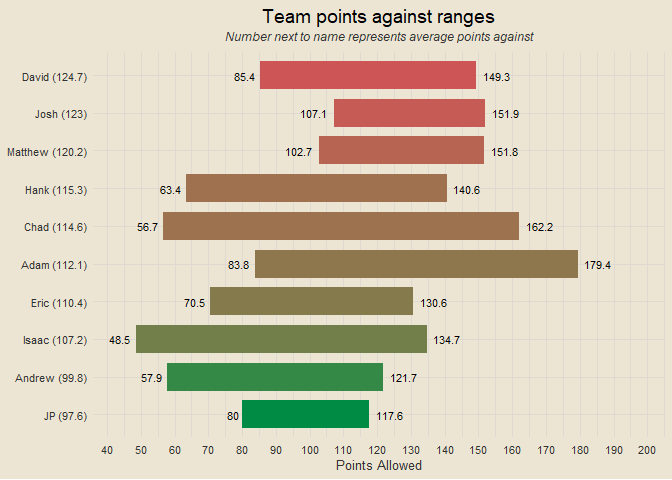 Team points against ranges
Number next to name represents average points against
David (124.7) 85.4 149.3
Josh (123) 107.1 151.9
Matthew (120.2) 102.7 151.8
Hank (115.3) 63.4 140.6
Chad (114.6) 56.7 162.2
Adam (112.1) 83.8 179.4
Eric (110.4) 70.5 130.6
Isaac (107.2) 48.5 134.7
Andrew (99.8) 57.9 121.7
JP (97.6) 80 117.6
40 50 60 70 80 90 100 110 120 130 140 150 160 170 180 190 200
Points Allowed